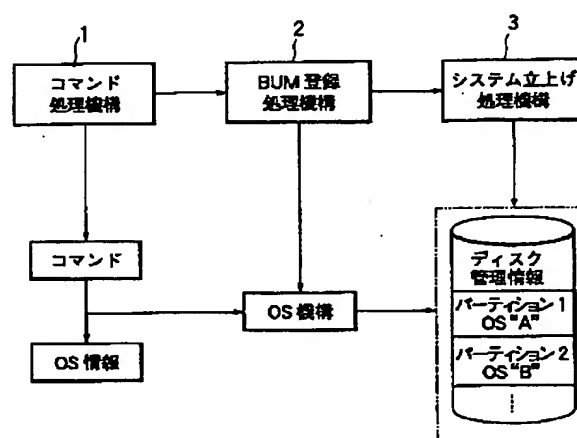 1
2
3
コマンド
処理機構
BUM 登録
処理機構
システム立上げ
処理機構
コマンド
OS 情報
OS 機構
ディスク
管理情報
パーティション 1
OS "A"
パーティション 2
OS "B"